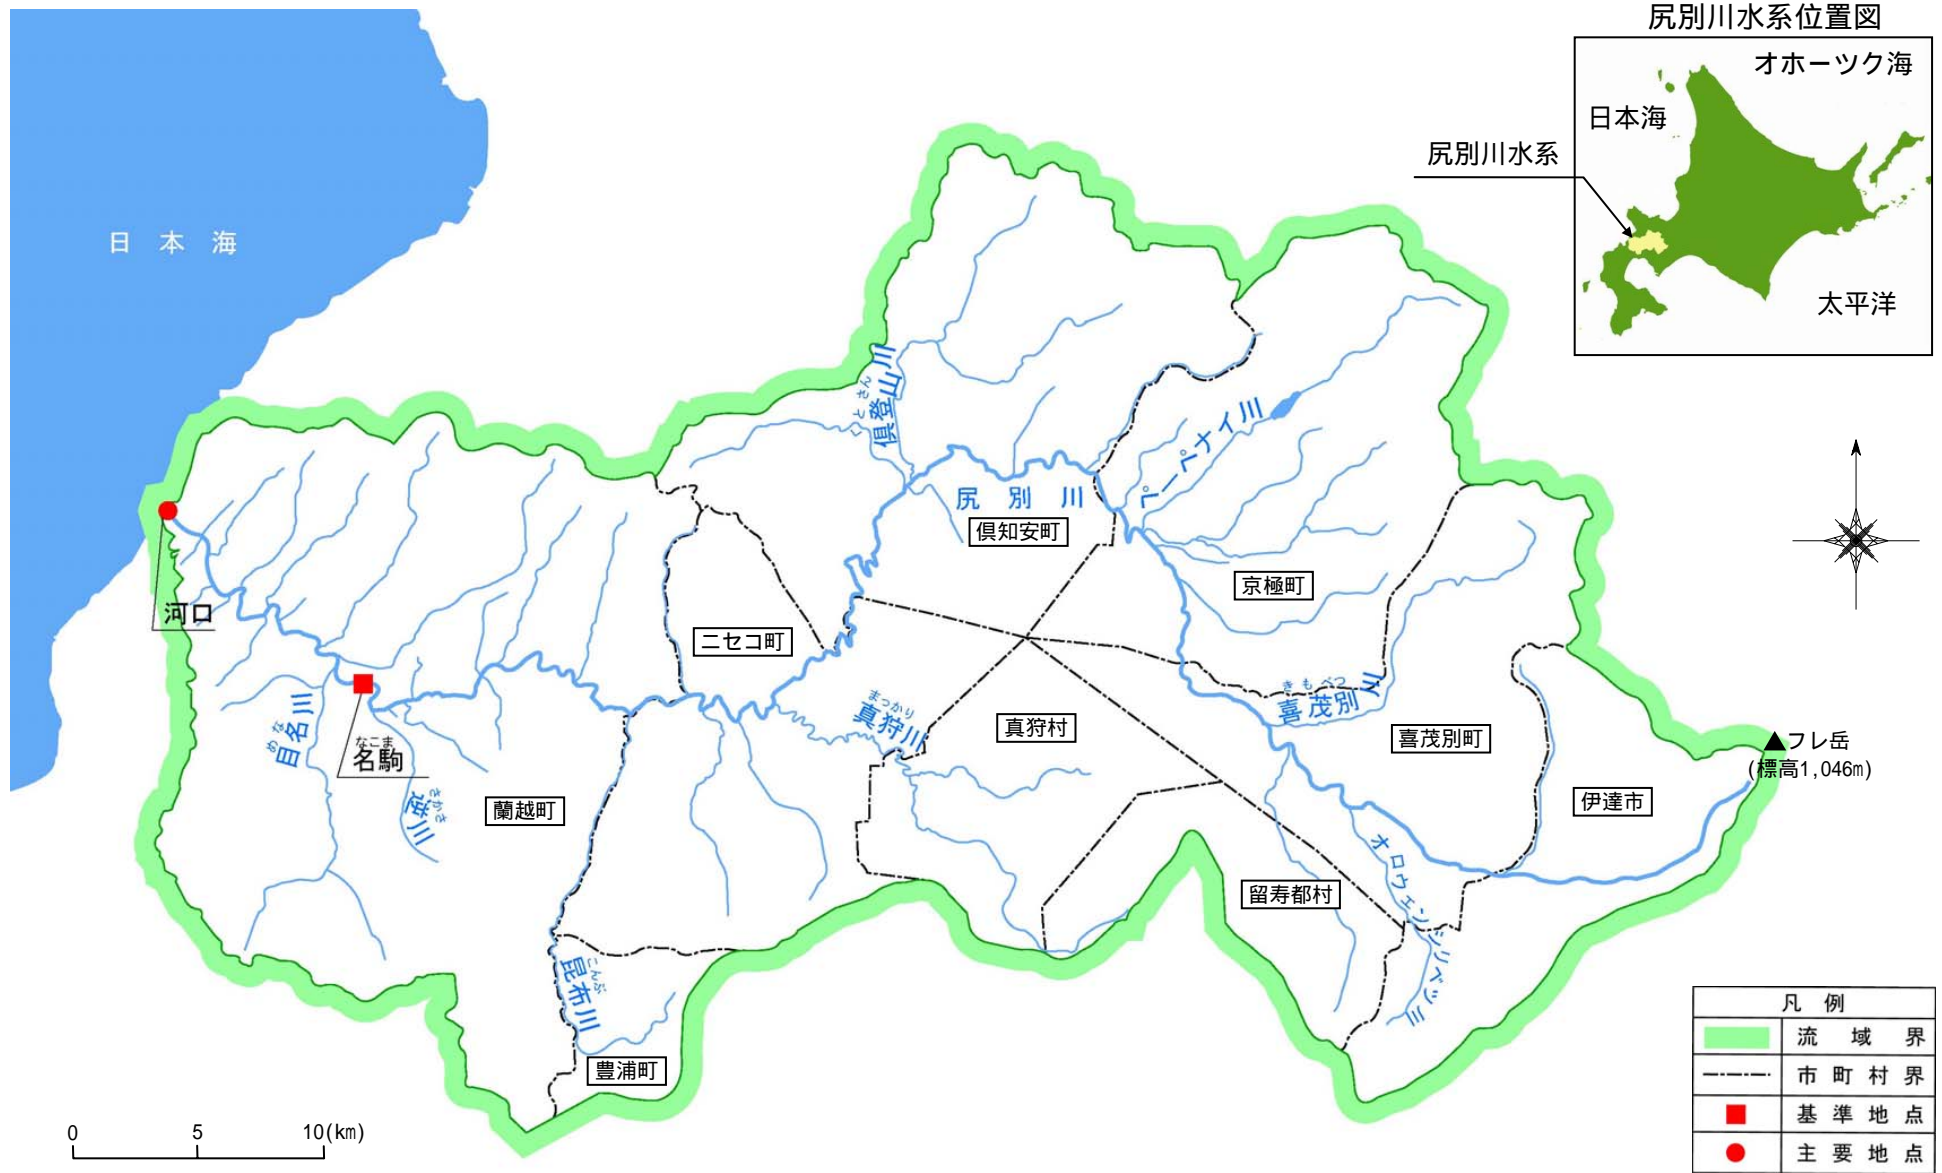 尻別川水系位置図
オホーツク海
日本海
尻別川水系
太平洋
日本海
くとさん
倶登山川
ペーペナイ川
尻別川
倶知安町
京極町
河口
ニセコ町
きもべつ
喜茂別川
まっかり
真狩川
真狩村
喜茂別町
フレ岳
(標高1,046m)
めな
目名川
なこま
名駒
さかさ
逆川
蘭越町
伊達市
オロウェンシリベツ川
留寿都村
こんぶ
昆布川
豊浦町
0 5 10(km)
凡例
流域界
市町村界
基準地点
主要地点